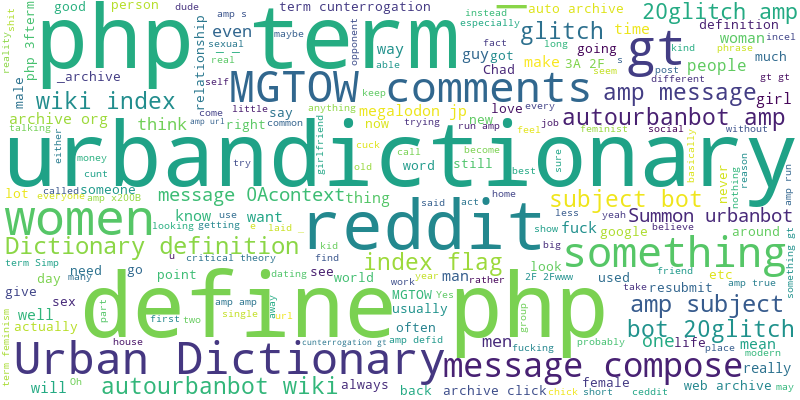 php term
good
person
dude
amp s
term cunterrogation
instead
especially
auto archive
20glitch amp
reality
shit
php 3fterm
even
sexual
real
maybe
relationship
opponent
guy
got
fact
way
able
glitch
going
long
3A 2F
make
time
definition
woman
incel
kind
phrase
people
much
_archive
male
wiki index
MGTOW comments
Chad
gt
s
seem
post
different
gt gt
amp message
girl
archive org
talking
think
self
come
little
say
right
amp url
common
anything
keep
megalodon jp
now
trying
new
love
every
run amp
job
feel
autourbanbot amp
feminist
social
without
urbandictionary
either
money
cunt
try
girlfriend
cuck
old
call
word
become
still
best
sure
basically
never
nothing
reason
amp run
lot
everyone
called
someone
amp x200B
message 0Acontext
thing
home
subject bot
women
know
use
looking
getting
want
e
laid _
reddit
said
act
less
yeah
show
big
fuck
google
believe
Summon urbanbot
around
Dictionary definition
term Simp
u
critical theory
kid
find
index flag
look
something
day
many
need
go
point
dating
see
world
work
year
man
rather
2F 2Fwww
used
etc
friend
take
resubmit
amp true
something gt
give
sex
part
first
two
amp amp
single
away
url
MGTOW Yes
usually
group
amp subject
well
actually
define php
often
men
probably
bot 20glitch
one
life
place
mean
modern
term feminism
house
Urban Dictionary
cunterrogation gt
amp defid
fucking
message compose
really
will
Oh
autourbanbot wiki
always
back
archive click
chick
female
short
ceddit
web archive
may